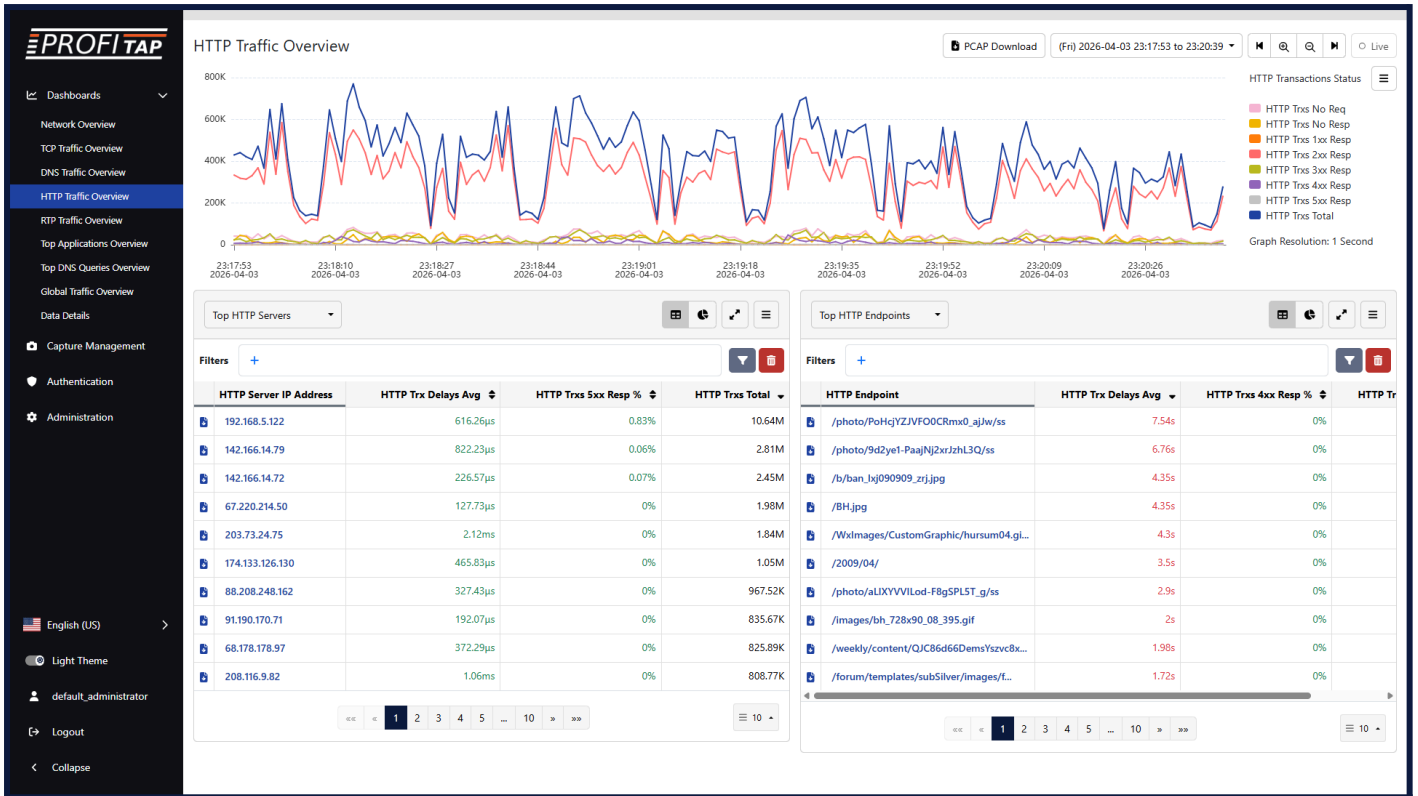 PROFITAP
Dashboards
Network Overview
TCP Traffic Overview
DNS Traffic Overview
HTTP Traffic Overview
RTP Traffic Overview
Top Applications Overview
Top DNS Queries Overview
Global Traffic Overview
Data Details
Capture Management
Authentication
Administration
English (US)
Light Theme
default_administrator
Logout
Collapse
HTTP Traffic Overview
PCAP Download
(Fri) 2026-04-03 23:17:53 to 23:20:39
Live
800K
600K
400K
200K
0
23:17:53 23:18:10 23:18:27 23:18:44 23:19:01 23:19:18 23:19:35 23:19:52 23:20:09 23:20:26
2026-04-03 2026-04-03 2026-04-03 2026-04-03 2026-04-03 2026-04-03 2026-04-03 2026-04-03 2026-04-03 2026-04-03
HTTP Transactions Status
HTTP Trxs No Req
HTTP Trxs No Resp
HTTP Trxs 1xx Resp
HTTP Trxs 2xx Resp
HTTP Trxs 3xx Resp
HTTP Trxs 4xx Resp
HTTP Trxs 5xx Resp
HTTP Trxs Total
Graph Resolution: 1 Second
Top HTTP Servers
Filters +
HTTP Server IP Address HTTP Trx Delays Avg HTTP Trxs 5xx Resp % HTTP Trxs Total
192.168.5.122 616.26µs 0.83% 10.64M
142.166.14.79 822.23µs 0.06% 2.81M
142.166.14.72 226.57µs 0.07% 2.45M
67.220.214.50 127.73µs 0% 1.98M
203.73.24.75 2.12ms 0% 1.84M
174.133.126.130 465.83µs 0% 1.05M
88.208.248.162 327.43µs 0% 967.52K
91.190.170.71 192.07µs 0% 835.67K
68.178.178.97 372.29µs 0% 825.89K
208.116.9.82 1.06ms 0% 808.77K
«« « 1 2 3 4 5 ... 10 » »»
10
Top HTTP Endpoints
Filters +
HTTP Endpoint HTTP Trx Delays Avg HTTP Trxs 4xx Resp % HTTP Tr
/photo/PoHcjYZJVFO0CRmx0_ajJw/ss 7.54s 0%
/photo/9d2ye1-PaajNj2xrJzhL3Q/ss 6.76s 0%
/b/ban_lxj090909_zrj.jpg 4.35s 0%
/BH.jpg 4.35s 0%
/WxImages/CustomGraphic/hursum04.gi... 4.3s 0%
/2009/04/ 3.5s 0%
/photo/aLIXYVVILod-F8gSPL5T_g/ss 2.9s 0%
/images/bh_728x90_08_395.gif 2s 0%
/weekly/content/QJC86d66DemsYszvc8x... 1.98s 0%
/forum/templates/subSilver/images/f... 1.72s 0%
«« « 1 2 3 4 5 ... 10 » »»
10